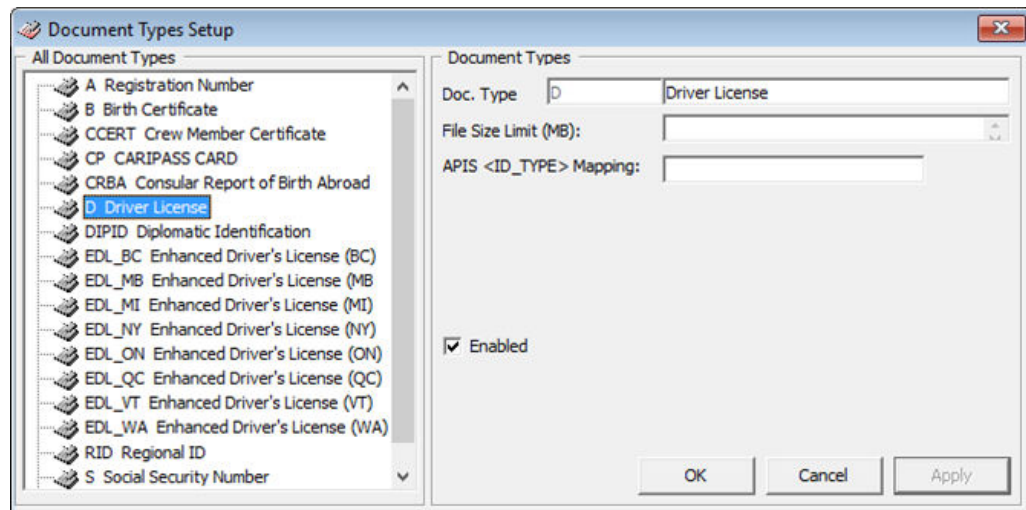 Document Types Setup
All Document Types
A Registration Number
B Birth Certificate
CCERT Crew Member Certificate
CP CARIPASS CARD
CRBA Consular Report of Birth Abroad
D Driver License
DIPID Diplomatic Identification
EDL_BC Enhanced Driver's License (BC)
EDL_MB Enhanced Driver's License (MB
EDL_MI Enhanced Driver's License (MI)
EDL_NY Enhanced Driver's License (NY)
EDL_ON Enhanced Driver's License (ON)
EDL_QC Enhanced Driver's License (QC)
EDL_VT Enhanced Driver's License (VT)
EDL_WA Enhanced Driver's License (WA)
RID Regional ID
S Social Security Number
Document Types
Doc. Type D Driver License
File Size Limit (MB):
APIS <ID_TYPE> Mapping:
Enabled
OK Cancel Apply